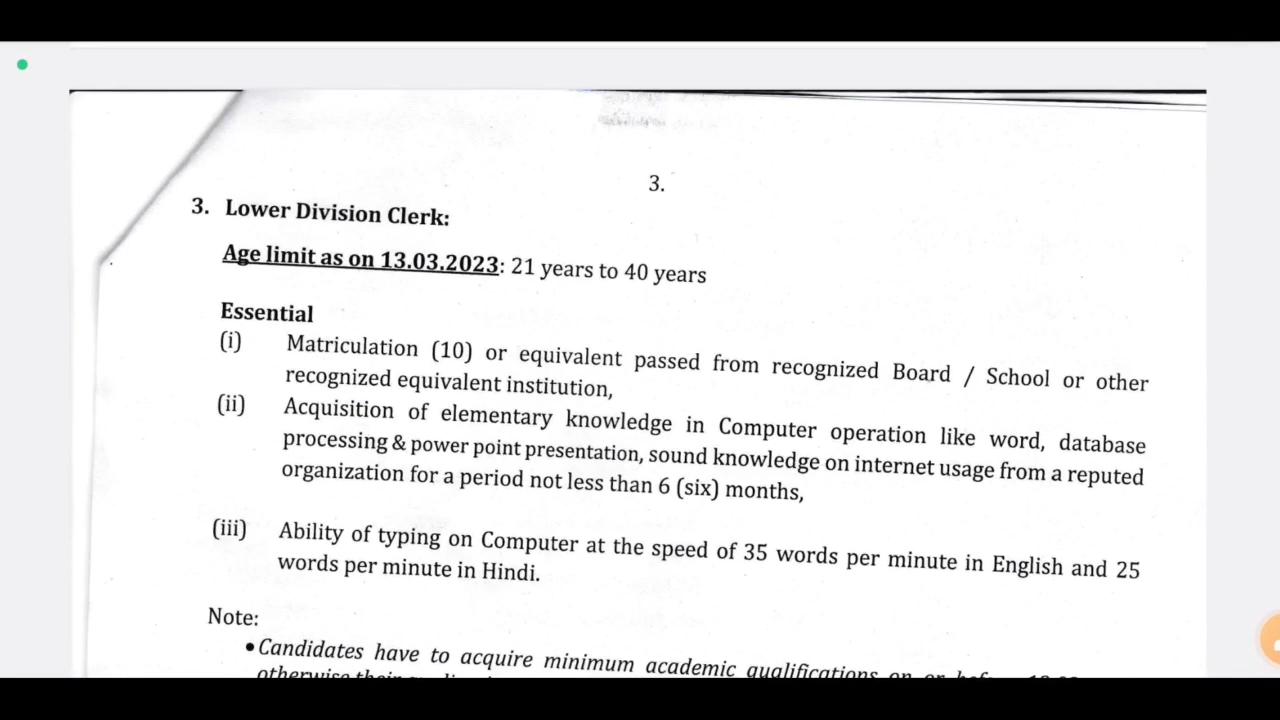 3.
3. Lower Division Clerk:
Age limit as on 13.03.2023: 21 years to 40 years
Essential
(i) Matriculation (10) or equivalent passed from recognized Board / School or other
recognized equivalent institution,
(ii) Acquisition of elementary knowledge in Computer operation like word, database
processing & power point presentation, sound knowledge on internet usage from a reputed
organization for a period not less than 6 (six) months,
(iii) Ability of typing on Computer at the speed of 35 words per minute in English and 25
words per minute in Hindi.
Note:
• Candidates have to acquire minimum academic qualifications on or
otherwise their